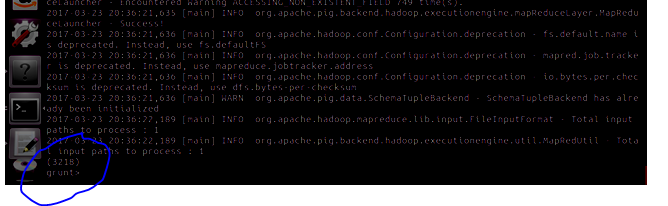 ceLauncher - Encountered Warning ACCESSING_NON_EXISTENT_FIELD 749 time(s).
2017-03-23 20:36:21,635 [main] INFO  org.apache.pig.backend.hadoop.executionengine.mapReduceLayer.MapRedu
ceLauncher - Success!
2017-03-23 20:36:21,635 [main] INFO  org.apache.hadoop.conf.Configuration.deprecation - fs.default.name i
s deprecated. Instead, use fs.defaultFS
2017-03-23 20:36:21,636 [main] INFO  org.apache.hadoop.conf.Configuration.deprecation - mapred.job.tracke
r is deprecated. Instead, use mapreduce.jobtracker.address
2017-03-23 20:36:21,636 [main] INFO  org.apache.hadoop.conf.Configuration.deprecation - io.bytes.per.chec
ksum is deprecated. Instead, use dfs.bytes-per-checksum
2017-03-23 20:36:21,636 [main] WARN  org.apache.pig.data.SchemaTupleBackend - SchemaTupleBackend has alre
ady been initialized
2017-03-23 20:36:22,189 [main] INFO  org.apache.hadoop.mapreduce.lib.input.FileInputFormat - Total input
paths to process : 1
2017-03-23 20:36:22,189 [main] INFO  org.apache.pig.backend.hadoop.executionengine.util.MapRedUtil - Tota
l input paths to process : 1
(3218)
grunt>